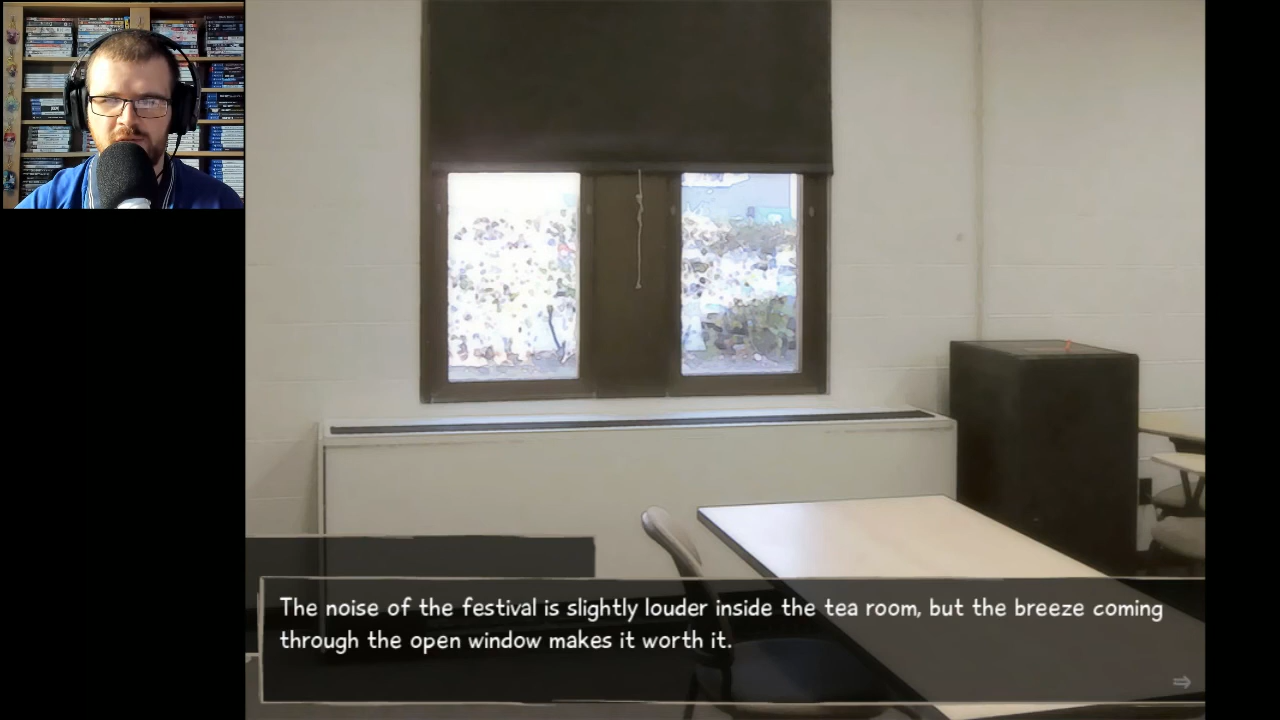 The noise of the festival is slightly louder inside the tea room, but the breeze coming
through the open window makes it worth it.